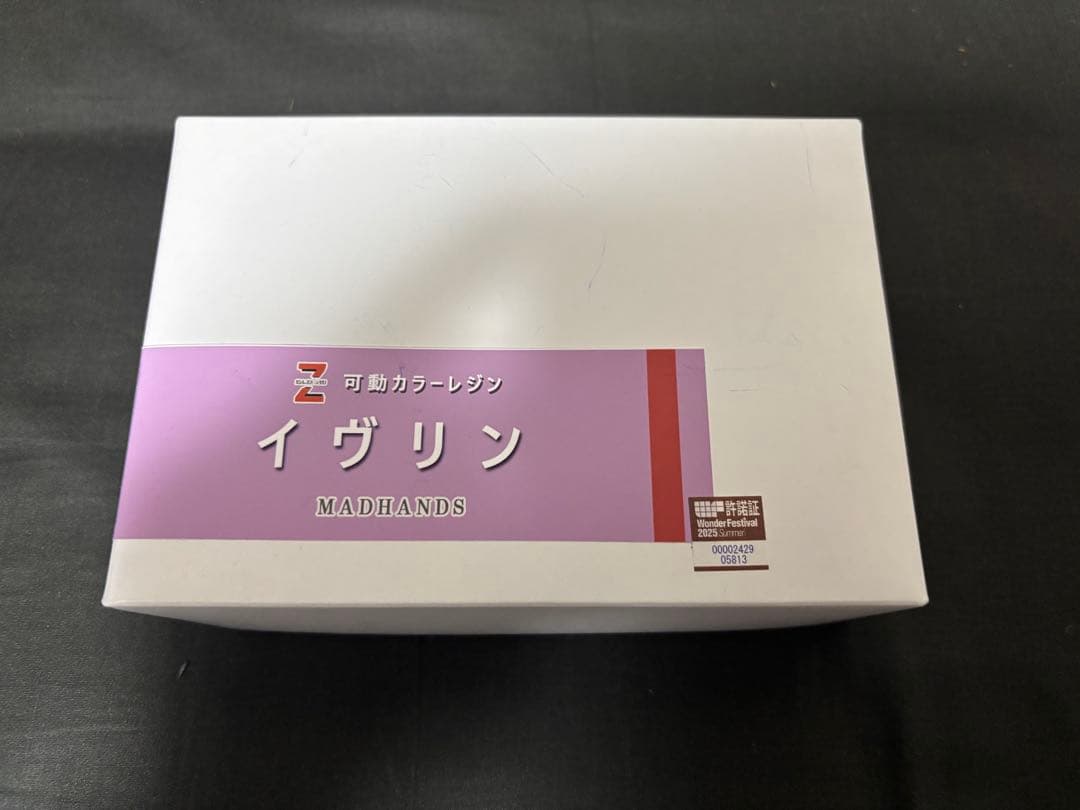 Z
可動カラーレジン
イヴリン
MADHANDS
WF 許諾証
Wonder Festival
2025 Summer
00002429
05813